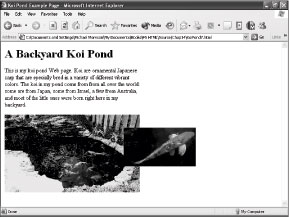 Koi Pond Example Page - Microsoft Internet Explorer
File Edit View Favorites Tools Help
Back Search Favorites Media
Address Go Links
A Backyard Koi Pond
This is my koi pond Web page. Koi are ornamental Japanese
carp that are specially bred in a variety of different vibrant
colors. The koi in my pond come from from all over the world:
some are from Japan, some from Israel, a few from Australia,
and most of the little ones were born right here in my
backyard.
Done My Computer